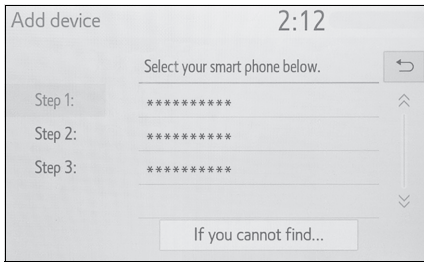 Add device 2:12
Select your smart phone below.
Step 1: **********
Step 2: **********
Step 3: **********
If you cannot find...